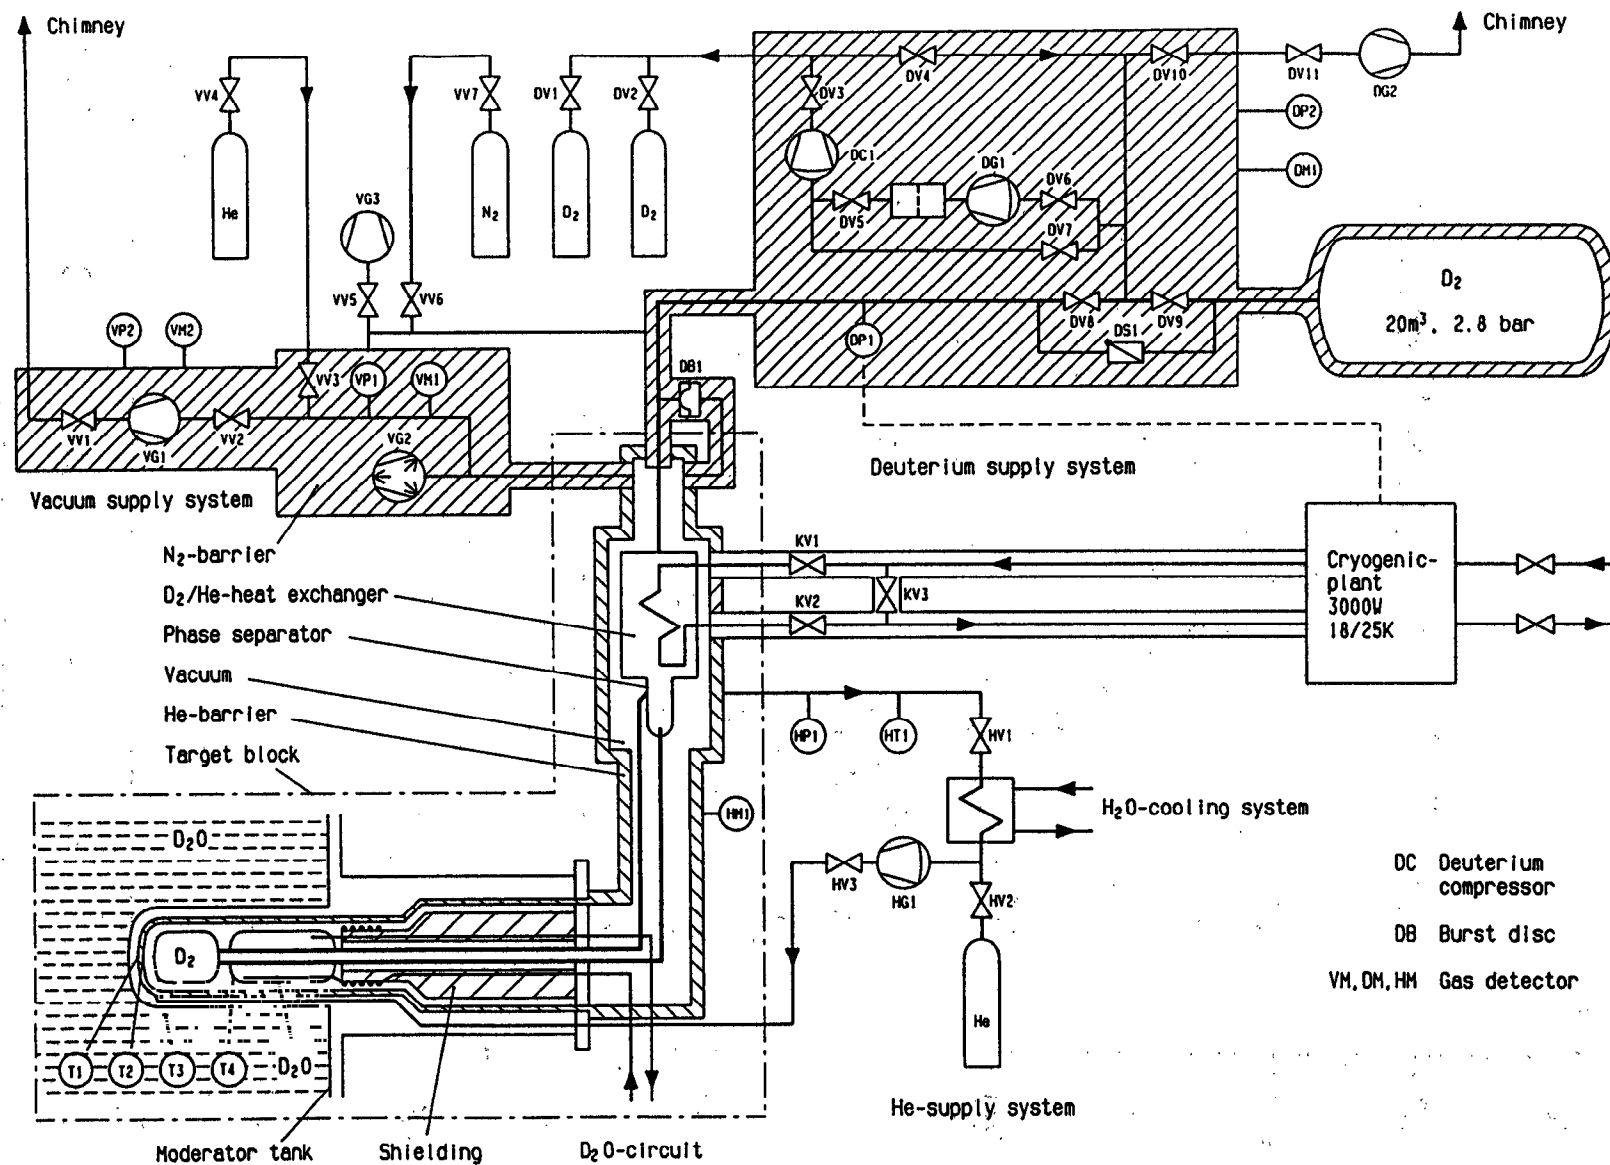 Chimney
Chimney
VV4
VV7
DV1
DV2
DV3
DV4
DV10
DV11
DG2
DP2
DM1
He
VG3
N₂
D₂
D₂
DC1
DG1
DV6
DV5
DV7
VV5
VV6
D₂
20m³, 2.8 bar
VP2
VM2
DP1
DV8
DV9
DS1
VV3
VP1
VM1
DB1
VV1
VG1
VV2
VG2
Vacuum supply system
Deuterium supply system
N₂-barrier
D₂/He-heat exchanger
Phase separator
Vacuum
He-barrier
Target block
KV1
KV2
KV3
Cryogenic-
plant
3000W
18/25K
HP1
HT1
HV1
HM1
H₂O-cooling system
D₂O
HV3
HG1
HV2
He
D₂
T1
T2
T3
T4
D₂O
DC Deuterium
compressor
DB Burst disc
VM,DM,HM Gas detector
He-supply system
Moderator tank
Shielding
D₂O-circuit